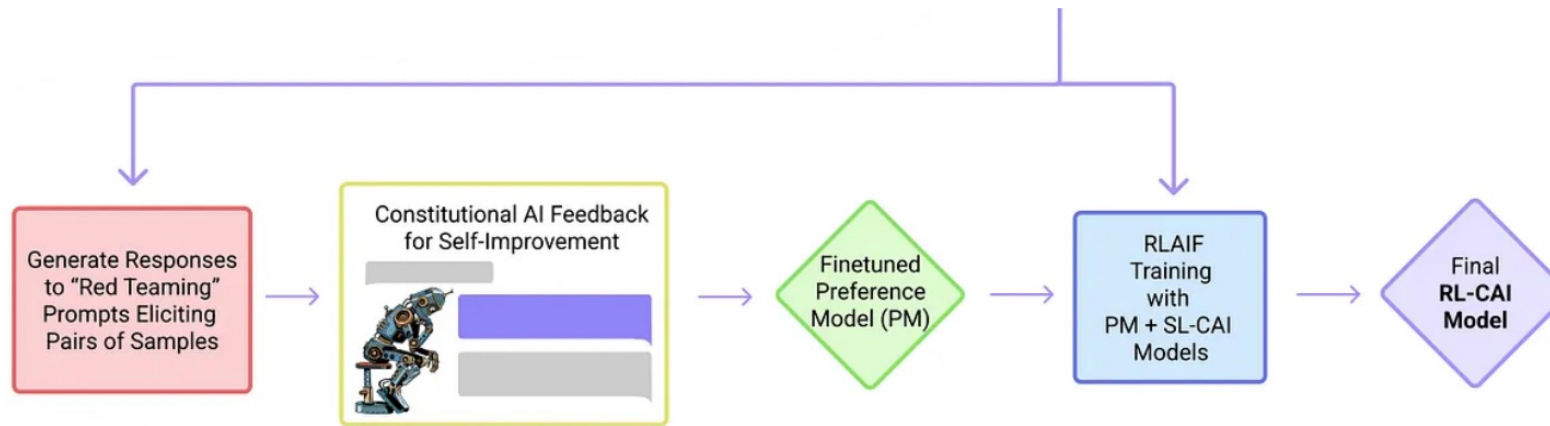 Generate Responses
to “Red Teaming”
Prompts Eliciting
Pairs of Samples
Constitutional AI Feedback
for Self-Improvement
Finetuned
Preference
Model (PM)
RLAIF
Training
with
PM + SL-CAI
Models
Final
RL-CAI
Model